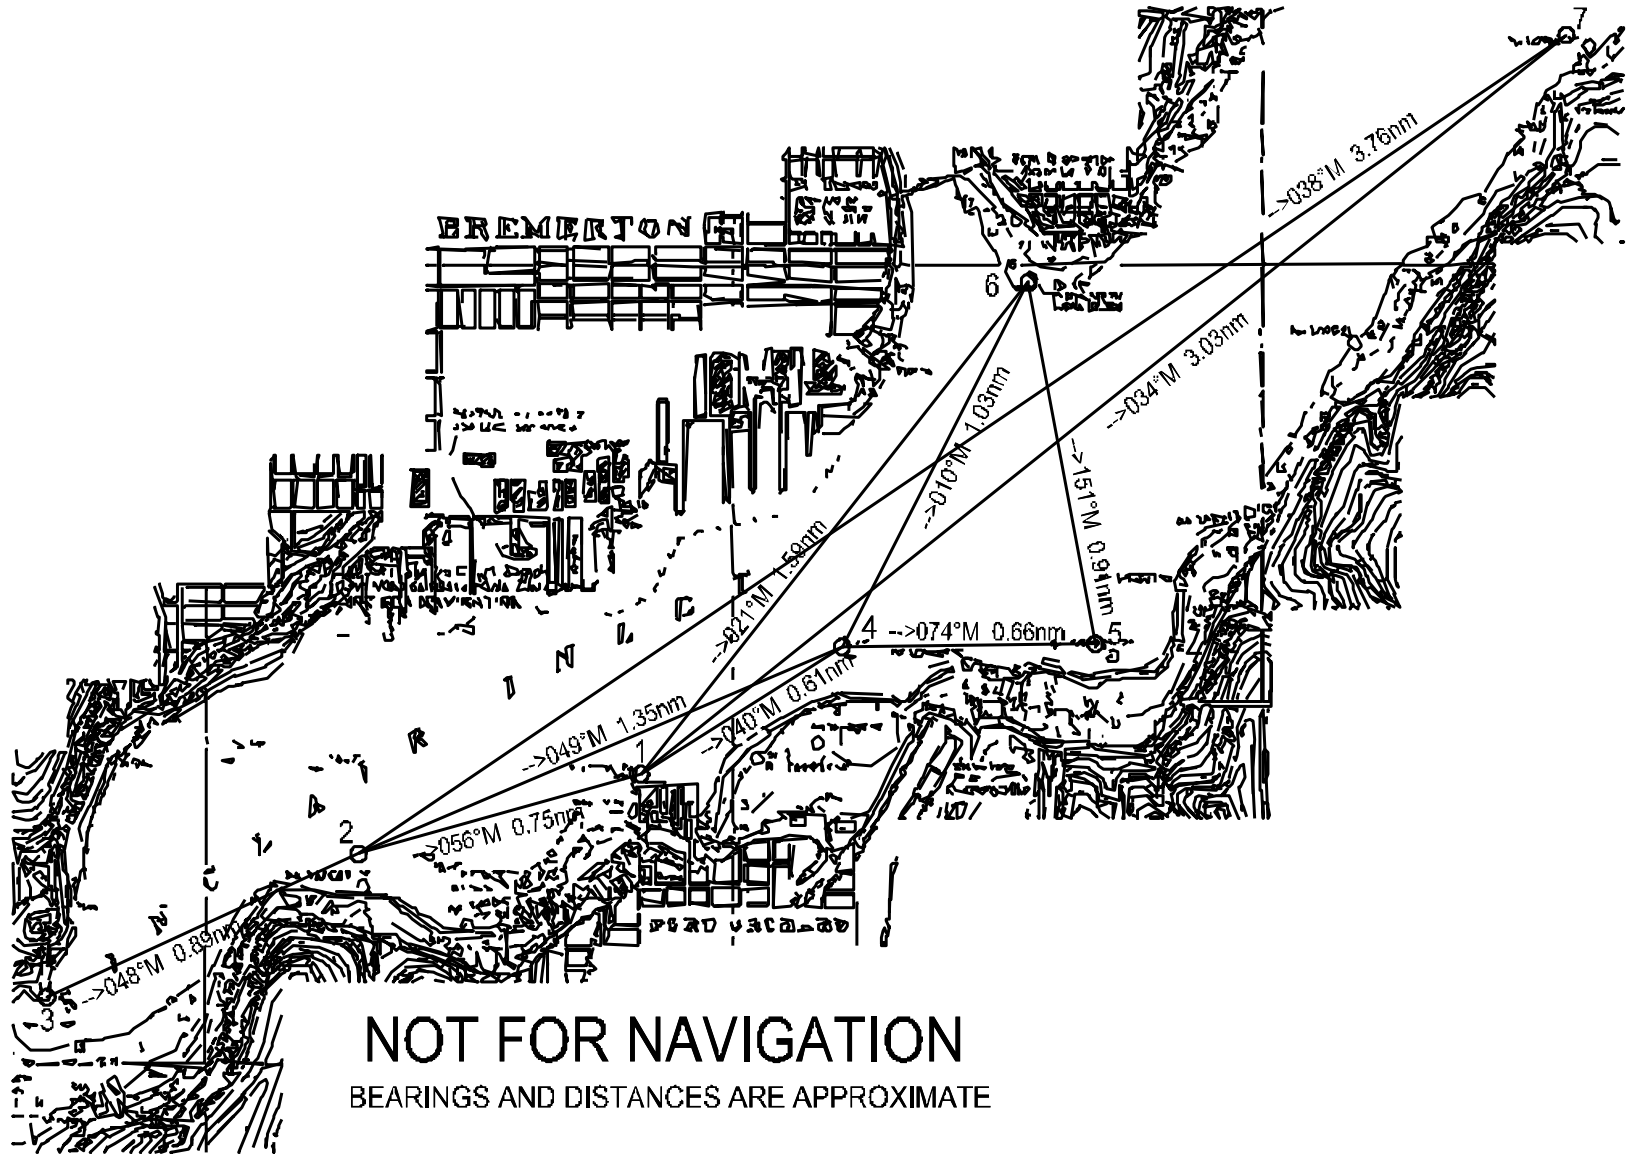 7
-->038°M 3.76nm
BREMERTON
6
-->034°M 3.03nm
-->010°M 1.03nm
-->151°M 0.91nm
-->021°M 1.59nm
4 -->074°M 0.66nm 5
-->040°M 0.61nm
-->049°M 1.35nm
1
2
-->056°M 0.75nm
-->048°M 0.89nm
3
NOT FOR NAVIGATION
BEARINGS AND DISTANCES ARE APPROXIMATE